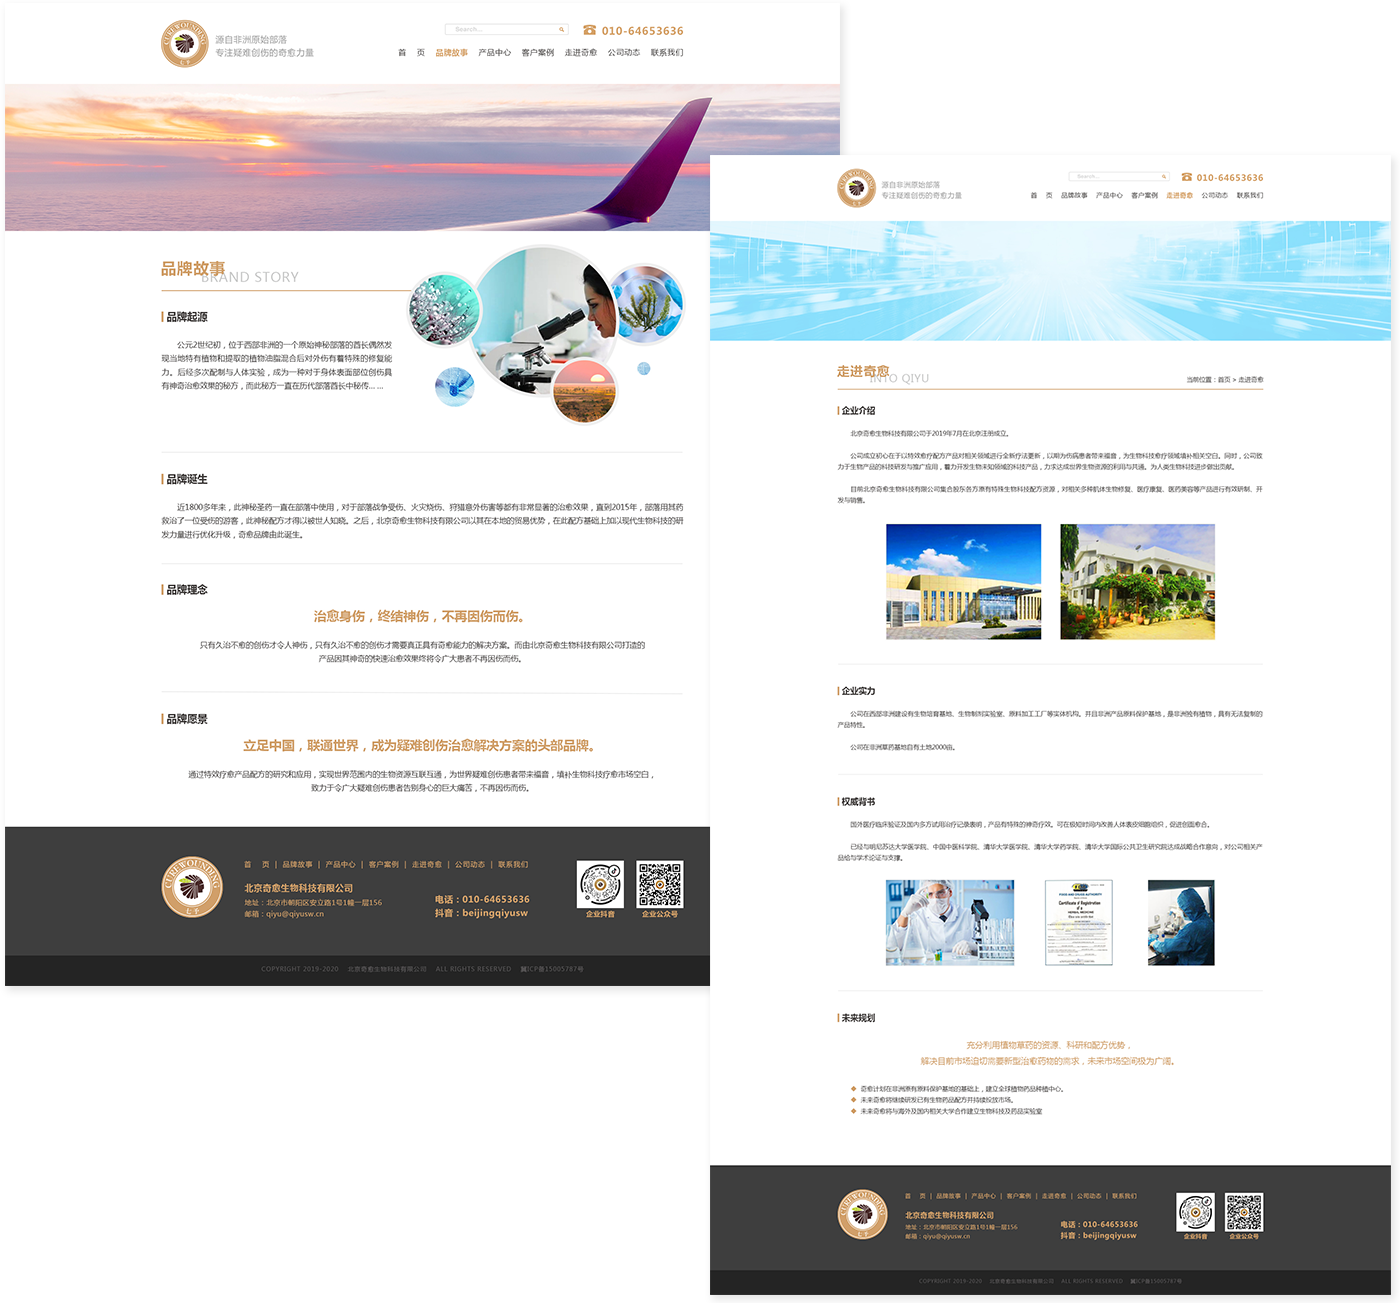 CUREWOUNDING
源自非洲原始部落
专注疑难创伤的奇愈力量
Search...
010-64653636
首 页 品牌故事 产品中心 客户案例 走进奇愈 公司动态 联系我们
品牌故事
BRAND STORY
品牌起源
公元2世纪初，位于西部非洲的一个原始神秘部落的酋长偶然发
现当地特有植物和提取的植物油脂混合后对外伤有着特殊的修复能
力。后经多次配制与人体实验，成为一种对于身体表面部位创伤具
有神奇治愈效果的秘方，而此秘方一直在历代部落酋长中秘传... ...
品牌诞生
近1800多年来，此神秘圣药一直在部落中使用，对于部落战争受伤、火灾烧伤、狩猎意外伤害等都有非常显著的治愈效果，直到2015年，部落用其药
救治了一位受伤的游客，此神秘配方才得以被世人知晓。之后，北京奇愈生物科技有限公司以其在本地的贸易优势，在此配方基础上加以现代生物科技的研
发力量进行优化升级，奇愈品牌由此诞生。
品牌理念
治愈身伤，终结神伤，不再因伤而伤。
只有久治不愈的创伤才令人神伤，只有久治不愈的创伤才需要真正具有奇愈能力的解决方案。而由北京奇愈生物科技有限公司打造的
产品因其神奇的快速治愈效果终将令广大患者不再因伤而伤。
品牌愿景
立足中国，联通世界，成为疑难创伤治愈解决方案的头部品牌。
通过特效疗愈产品配方的研究和应用，实现世界范围内的生物资源互联互通，为世界疑难创伤患者带来福音，填补生物科技疗愈市场空白，
致力于令广大疑难创伤患者告别身心的巨大痛苦，不再因伤而伤。
CUREWOUNDING
首 页 | 品牌故事 | 产品中心 | 客户案例 | 走进奇愈 | 公司动态 | 联系我们
北京奇愈生物科技有限公司
地址：北京市朝阳区安立路1号1幢一层156
邮箱：qiyu@qiyusw.cn
电话：010-64653636
抖音：beijingqiyusw
企业抖音
企业公众号
COPYRIGHT 2019-2020 北京奇愈生物科技有限公司 ALL RIGHTS RESERVED 冀ICP备15005787号
CUREWOUNDING
源自非洲原始部落
专注疑难创伤的奇愈力量
Search...
010-64653636
首 页 品牌故事 产品中心 客户案例 走进奇愈 公司动态 联系我们
走进奇愈
INTO QIYU
当前位置：首页 > 走进奇愈
企业介绍
北京奇愈生物科技有限公司于2019年7月在北京注册成立。
公司成立初心在于以特效愈疗配方产品对相关领域进行全新疗法更新，以期为伤病患者带来福音，为生物科技愈疗领域填补相关空白。同时，公司致
力于生物产品的科技研发与推广应用，着力开发生物未知领域的科技产品，力求达成世界生物资源的利用与共通。为人类生物科技进步做出贡献。
目前北京奇愈生物科技有限公司集合股东各方原有特殊生物科技配方资源，对相关多种机体生物修复、医疗康复、医药美容等产品进行有效研制、开
发与销售。
企业实力
公司在西部非洲建设有生物培育基地、生物制剂实验室、原料加工工厂等实体机构。并且非洲产品原料保护基地，是非洲独有植物，具有无法复制的
产品特性。
公司在非洲草药基地自有土地2000亩。
权威背书
国外医疗临床验证及国内多方试用治疗记录表明，产品有特殊的神奇疗效。可在极短时间内改善人体表皮细胞组织，促进创面愈合。
已经与明尼苏达大学医学院、中国中医科学院、清华大学医学院、清华大学药学院、清华大学国际公共卫生研究院达成战略合作意向，对公司相关产
品给与学术论证与支撑。
Certificate of Registration
of a
HERBAL MEDICINE
未来规划
充分利用植物草药的资源、科研和配方优势，
解决目前市场迫切需要新型治愈药物的需求，未来市场空间极为广阔。
奇愈计划在非洲原有原料保护基地的基础上，建立全球植物药品种植中心。
未来奇愈将继续研发已有生物药品配方并持续投放市场。
未来奇愈将与海外及国内相关大学合作建立生物科技及药品实验室
CUREWOUNDING
首 页 | 品牌故事 | 产品中心 | 客户案例 | 走进奇愈 | 公司动态 | 联系我们
北京奇愈生物科技有限公司
地址：北京市朝阳区安立路1号1幢一层156
邮箱：qiyu@qiyusw.cn
电话：010-64653636
抖音：beijingqiyusw
企业抖音
企业公众号
COPYRIGHT 2019-2020 北京奇愈生物科技有限公司 ALL RIGHTS RESERVED 冀ICP备15005787号